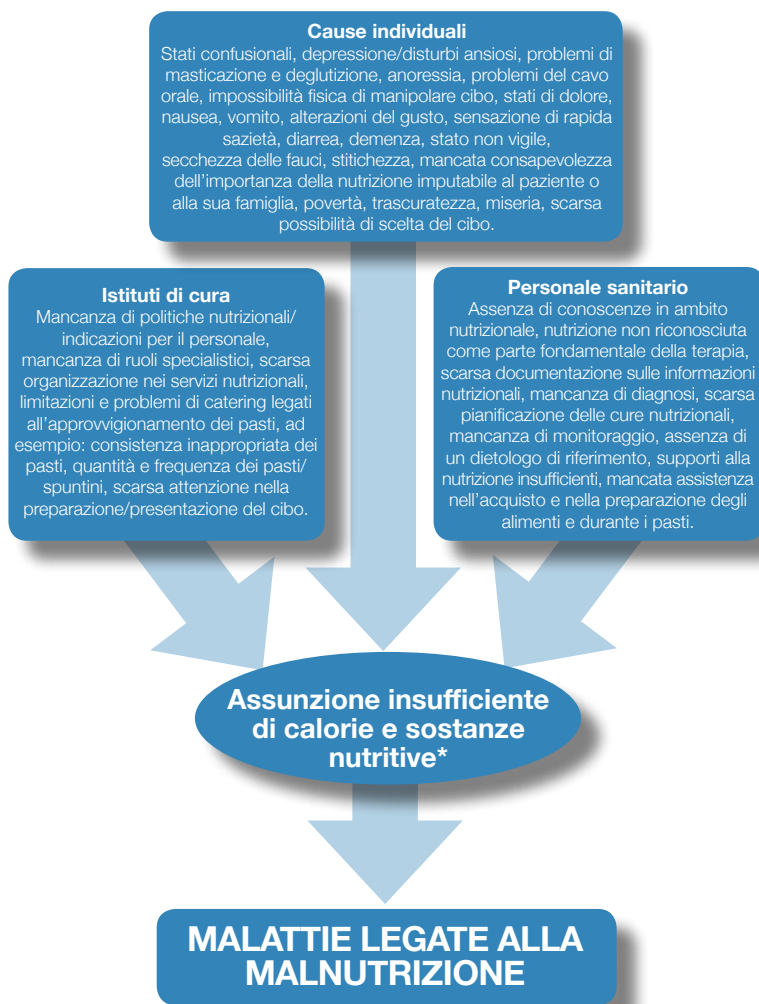 Cause individuali
Stati confusionali, depressione/disturbi ansiosi, problemi di
masticazione e deglutizione, anoressia, problemi del cavo
orale, impossibilità fisica di manipolare cibo, stati di dolore,
nausea, vomito, alterazioni del gusto, sensazione di rapida
sazietà, diarrea, demenza, stato non vigile,
secchezza delle fauci, stitichezza, mancata consapevolezza
dell'importanza della nutrizione imputabile al paziente o
alla sua famiglia, povertà, trascuratezza, miseria, scarsa
possibilità di scelta del cibo.
Istituti di cura
Mancanza di politiche nutrizionali/
indicazioni per il personale,
mancanza di ruoli specialistici, scarsa
organizzazione nei servizi nutrizionali,
limitazioni e problemi di catering legati
all'approvvigionamento dei pasti, ad
esempio: consistenza inappropriata dei
pasti, quantità e frequenza dei pasti/
spuntini, scarsa attenzione nella
preparazione/presentazione del cibo.
Personale sanitario
Assenza di conoscenze in ambito
nutrizionale, nutrizione non riconosciuta
come parte fondamentale della terapia,
scarsa documentazione sulle informazioni
nutrizionali, mancanza di diagnosi, scarsa
pianificazione delle cure nutrizionali,
mancanza di monitoraggio, assenza di
un dietologo di riferimento, supporti alla
nutrizione insufficienti, mancata assistenza
nell'acquisto e nella preparazione degli
alimenti e durante i pasti.
Assunzione insufficiente
di calorie e sostanze
nutritive*
MALATTIE LEGATE ALLA
MALNUTRIZIONE